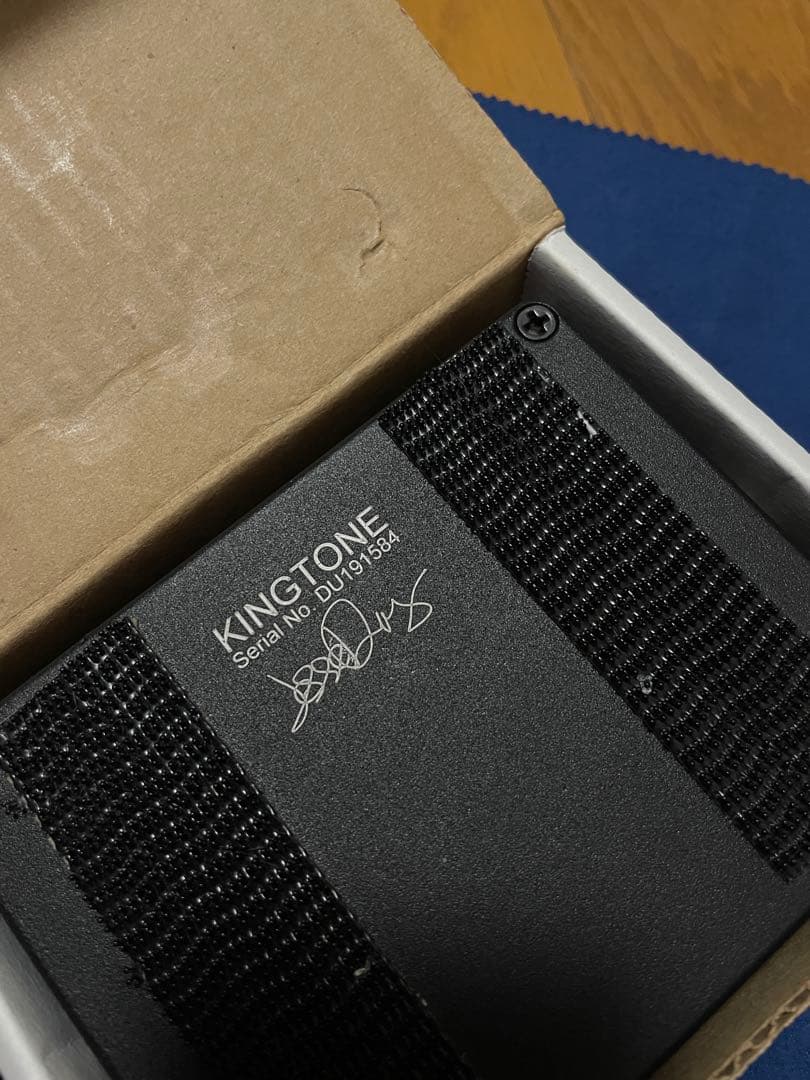 KINGTONE
Serial No. DU191584